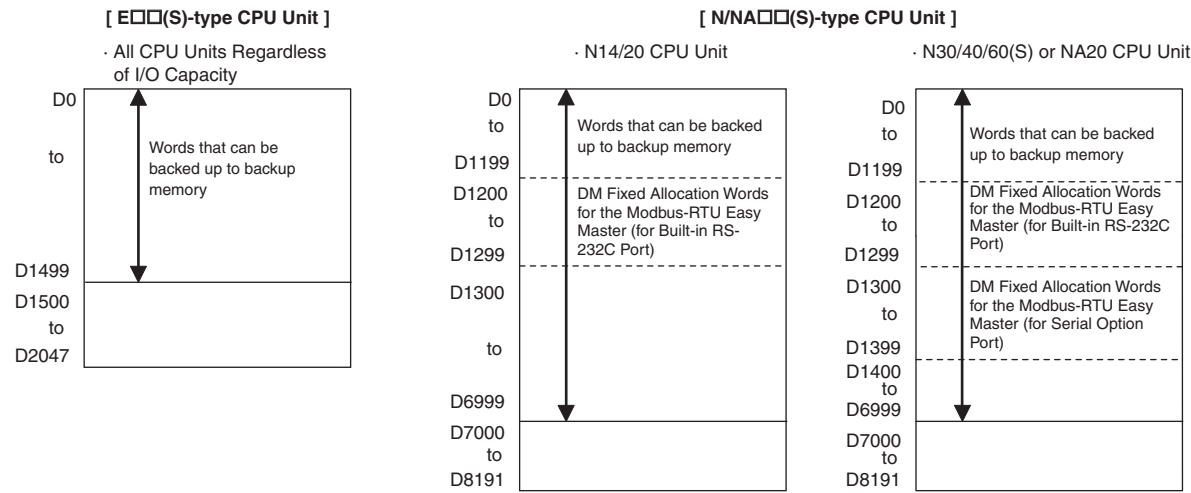 [ E□□(S)-type CPU Unit ]
· All CPU Units Regardless
of I/O Capacity
D0
to
D1499
D1500
to
D2047
Words that can be
backed up to backup
memory
[ N/NA□□(S)-type CPU Unit ]
· N14/20 CPU Unit
D0
to
D1199
D1200
to
D1299
D1300
to
D6999
D7000
to
D8191
Words that can be backed
up to backup memory
DM Fixed Allocation Words
for the Modbus-RTU Easy
Master (for Built-in RS-
232C Port)
· N30/40/60(S) or NA20 CPU Unit
D0
to
D1199
D1200
to
D1299
D1300
to
D1399
D1400
to
D6999
D7000
to
D8191
Words that can be backed
up to backup memory
DM Fixed Allocation Words
for the Modbus-RTU Easy
Master (for Built-in RS-232C
Port)
DM Fixed Allocation Words
for the Modbus-RTU Easy
Master (for Serial Option
Port)